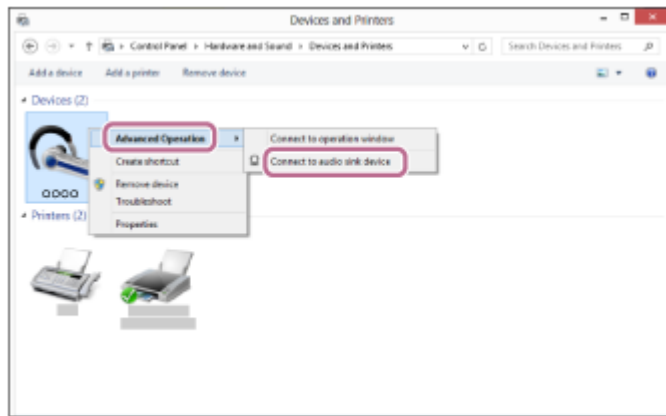 Devices and Printers
Control Panel › Hardware and Sound › Devices and Printers
Search Devices and Printers
Add a device Add a printer Remove device
Devices (2)
Advanced Operation
Connect to operation window
Create shortcut
Connect to audio sink device
Remove device
Troubleshoot
Properties
OOOO
Printers (2)